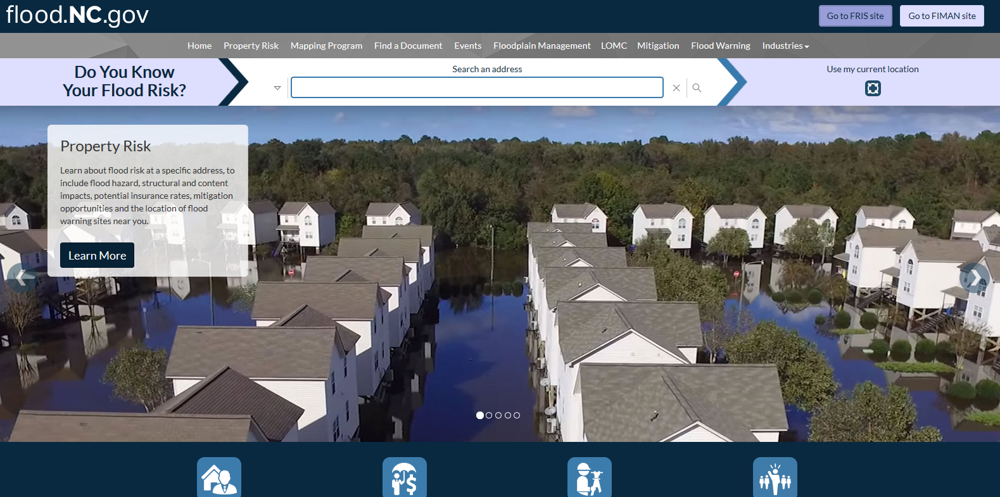 flood.NC.gov
Go to FRIS site
Go to FIMAN site
Home Property Risk Mapping Program Find a Document Events Floodplain Management LOMC Mitigation Flood Warning Industries
Do You Know
Your Flood Risk?
Search an address
Use my current location
Property Risk
Learn about flood risk at a specific address, to
include flood hazard, structural and content
impacts, potential insurance rates, mitigation
opportunities and the location of flood
warning sites near you.
Learn More